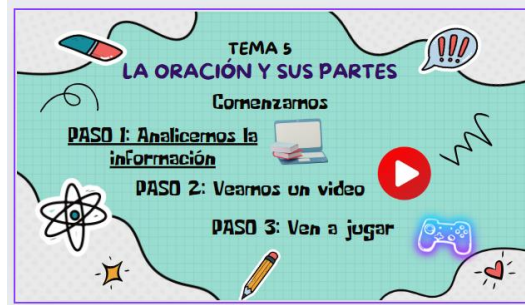 TEMA 5
LA ORACIÓN Y SUS PARTES
Comenzamos
PASO 1: Analicemos la
información
PASO 2: Veamos un video
PASO 3: Ven a jugar
!!!